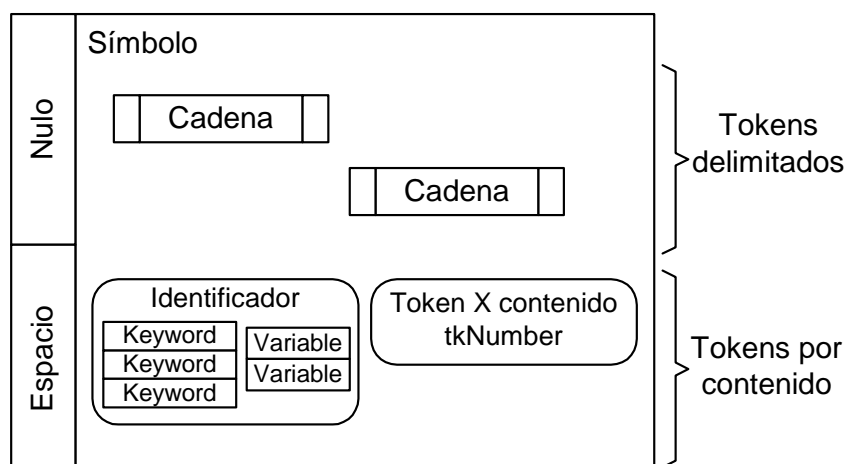 Símbolo
Nulo
Cadena
Cadena
Tokens
delimitados
Espacio
Identificador
Keyword
Keyword
Keyword
Variable
Variable
Token X contenido
tkNumber
Tokens por
contenido